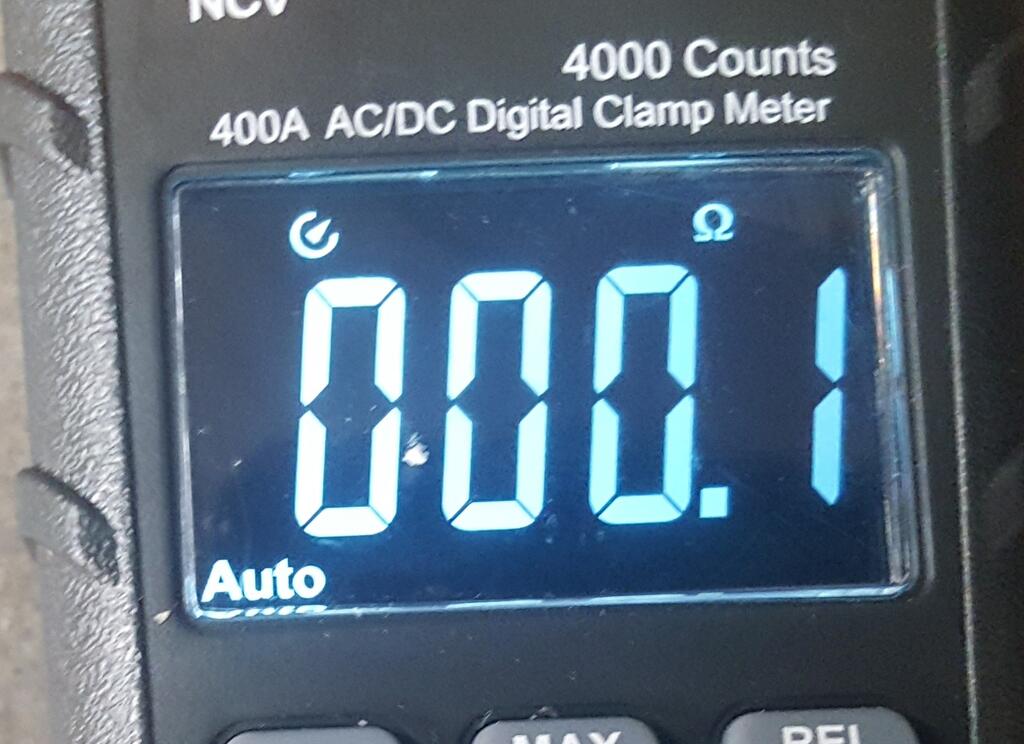 NCV
4000 Counts
400A AC/DC Digital Clamp Meter
Ω
000.1
Auto
MAX
REL